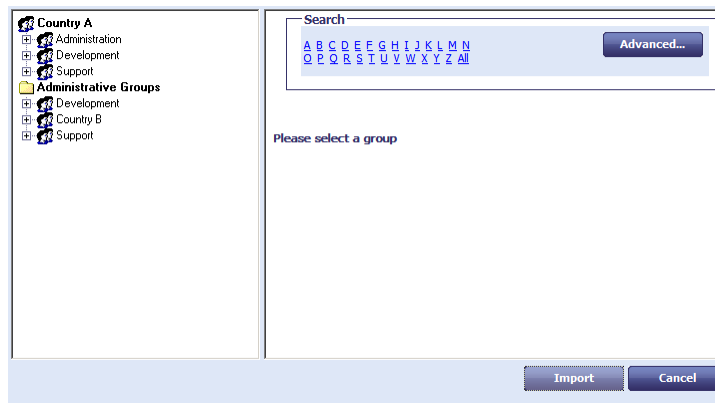 Country A
Administration
Development
Support
Administrative Groups
Development
Country B
Support
Search
A B C D E F G H I J K L M N
O P Q R S T U V W X Y Z All
Advanced...
Please select a group
Import
Cancel